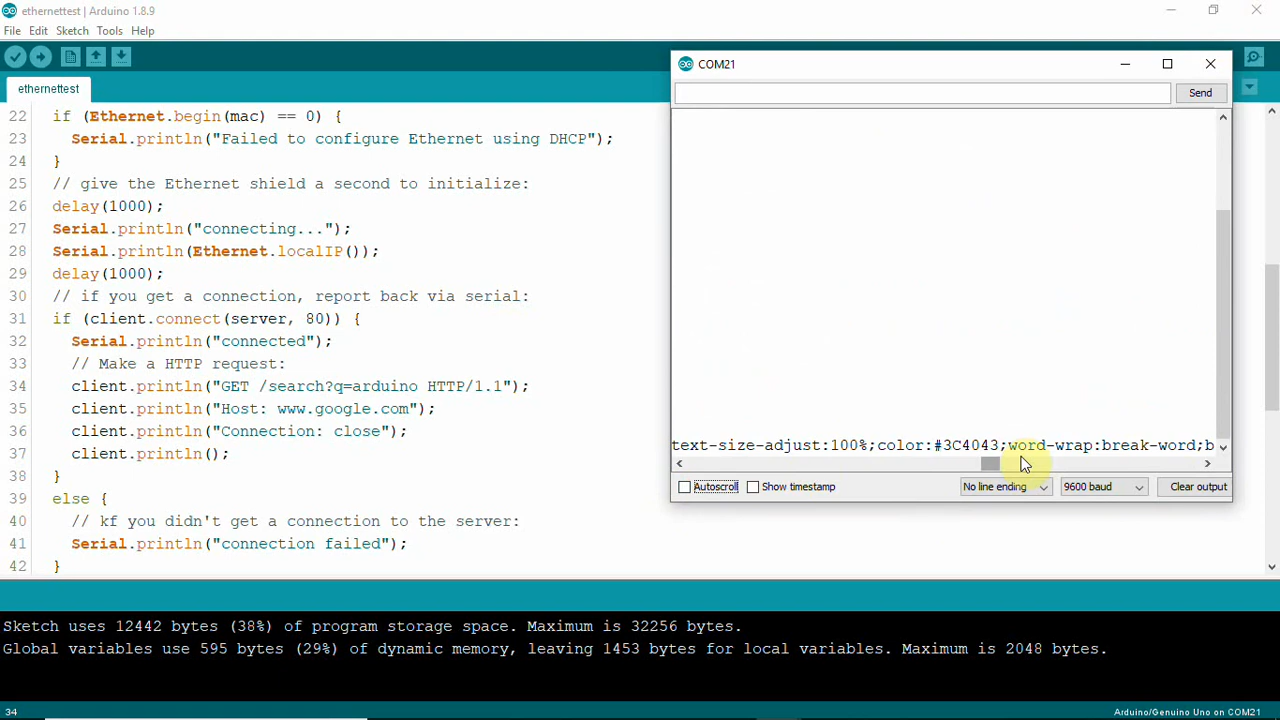 ethernettest | Arduino 1.8.9
File Edit Sketch Tools Help
ethernettest
22 if (Ethernet.begin(mac) == 0) {
23 Serial.println("Failed to configure Ethernet using DHCP");
24 }
25 // give the Ethernet shield a second to initialize:
26 delay(1000);
27 Serial.println("connecting...");
28 Serial.println(Ethernet.localIP());
29 delay(1000);
30 // if you get a connection, report back via serial:
31 if (client.connect(server, 80)) {
32 Serial.println("connected");
33 // Make a HTTP request:
34 client.println("GET /search?q=arduino HTTP/1.1");
35 client.println("Host: www.google.com");
36 client.println("Connection: close");
37 client.println();
38 }
39 else {
40 // kf you didn't get a connection to the server:
41 Serial.println("connection failed");
42 }
COM21
Send
text-size-adjust:100%;color:#3C4043;word-wrap:break-word;b
Autoscroll Show timestamp No line ending 9600 baud Clear output
Sketch uses 12442 bytes (38%) of program storage space. Maximum is 32256 bytes.
Global variables use 595 bytes (29%) of dynamic memory, leaving 1453 bytes for local variables. Maximum is 2048 bytes.
34 Arduino/Genuino Uno on COM21